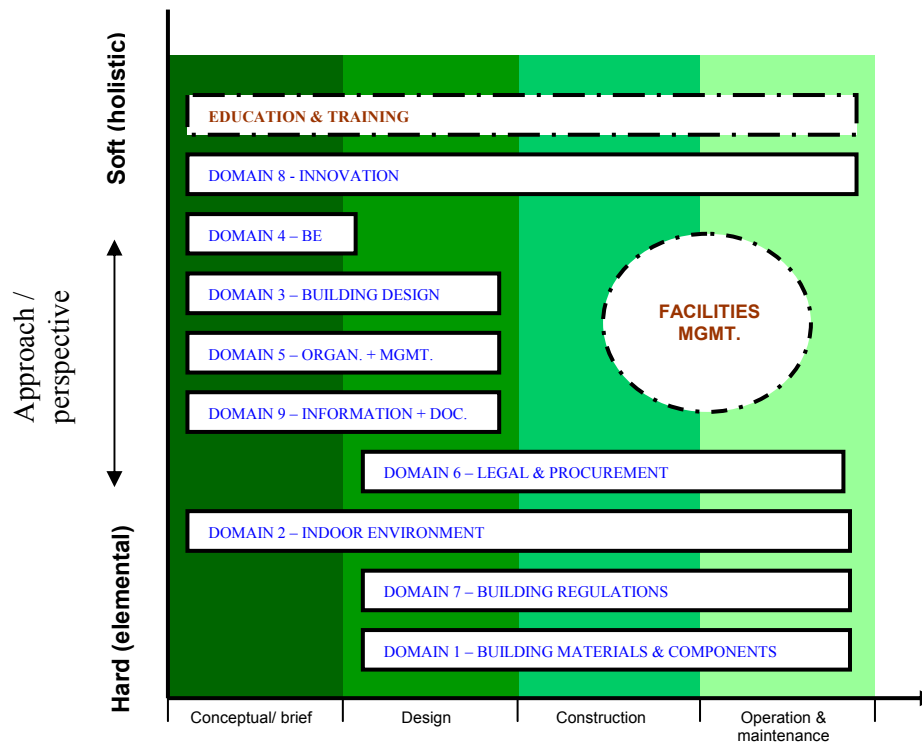 Soft (holistic)
Approach /
perspective
Hard (elemental)
EDUCATION & TRAINING
DOMAIN 8 - INNOVATION
DOMAIN 4 – BE
DOMAIN 3 – BUILDING DESIGN
DOMAIN 5 – ORGAN. + MGMT.
DOMAIN 9 – INFORMATION + DOC.
FACILITIES
MGMT.
DOMAIN 6 – LEGAL & PROCUREMENT
DOMAIN 2 – INDOOR ENVIRONMENT
DOMAIN 7 – BUILDING REGULATIONS
DOMAIN 1 – BUILDING MATERIALS & COMPONENTS
Conceptual/ brief
Design
Construction
Operation &
maintenance